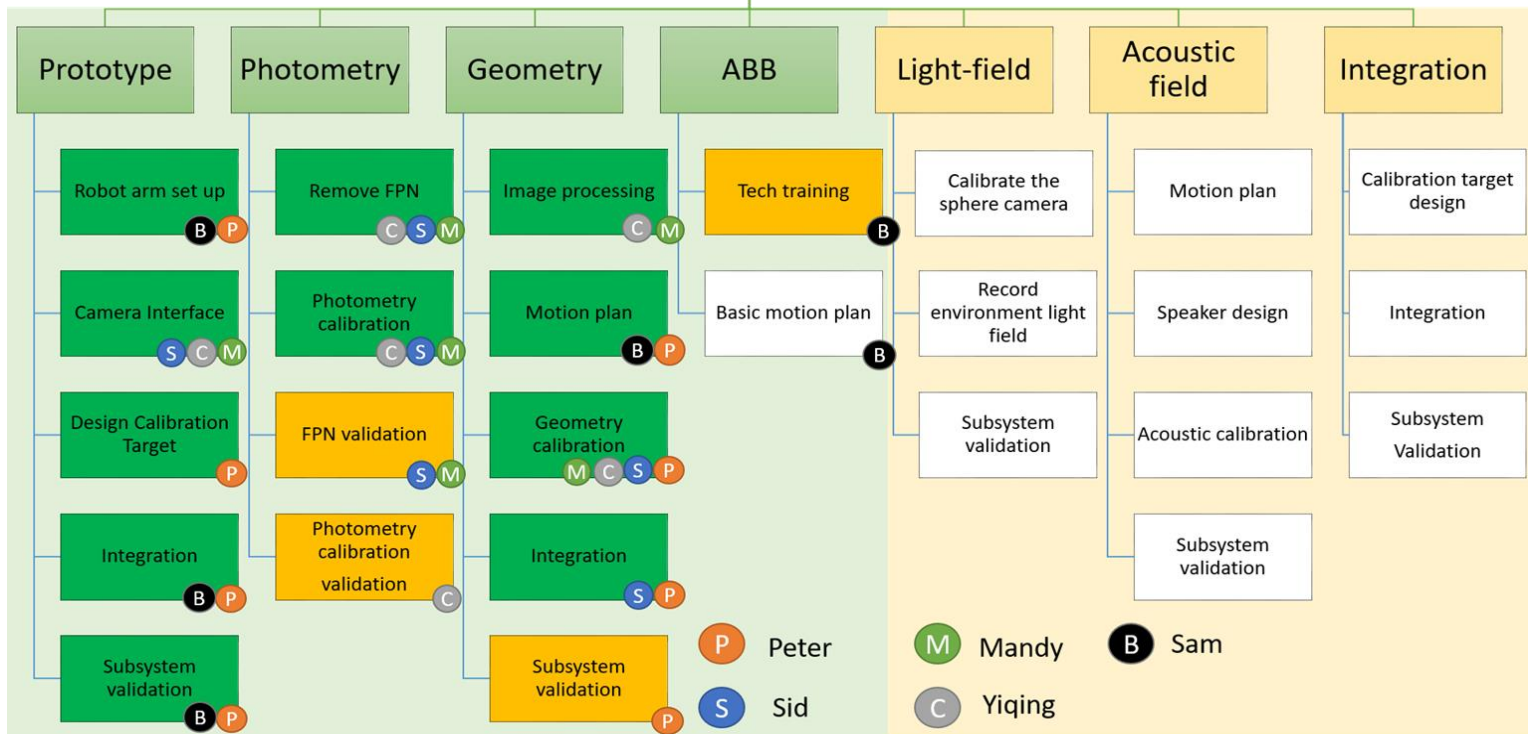 Prototype
Photometry
Geometry
ABB
Light-field
Acoustic
field
Integration
Robot arm set up
B P
Camera Interface
S C M
Design Calibration
Target
P
Integration
B P
Subsystem
validation
B P
Remove FPN
C S M
Photometry
calibration
C S M
FPN validation
S M
Photometry
calibration
validation
C
Image processing
C M
Motion plan
B P
Geometry
calibration
M C S P
Integration
S P
Subsystem
validation
P
Tech training
B
Basic motion plan
B
Calibrate the
sphere camera
Record
environment light
field
Subsystem
validation
Motion plan
Speaker design
Acoustic calibration
Subsystem
validation
Calibration target
design
Integration
Subsystem
Validation
P Peter
M Mandy
B Sam
S Sid
C Yiqing